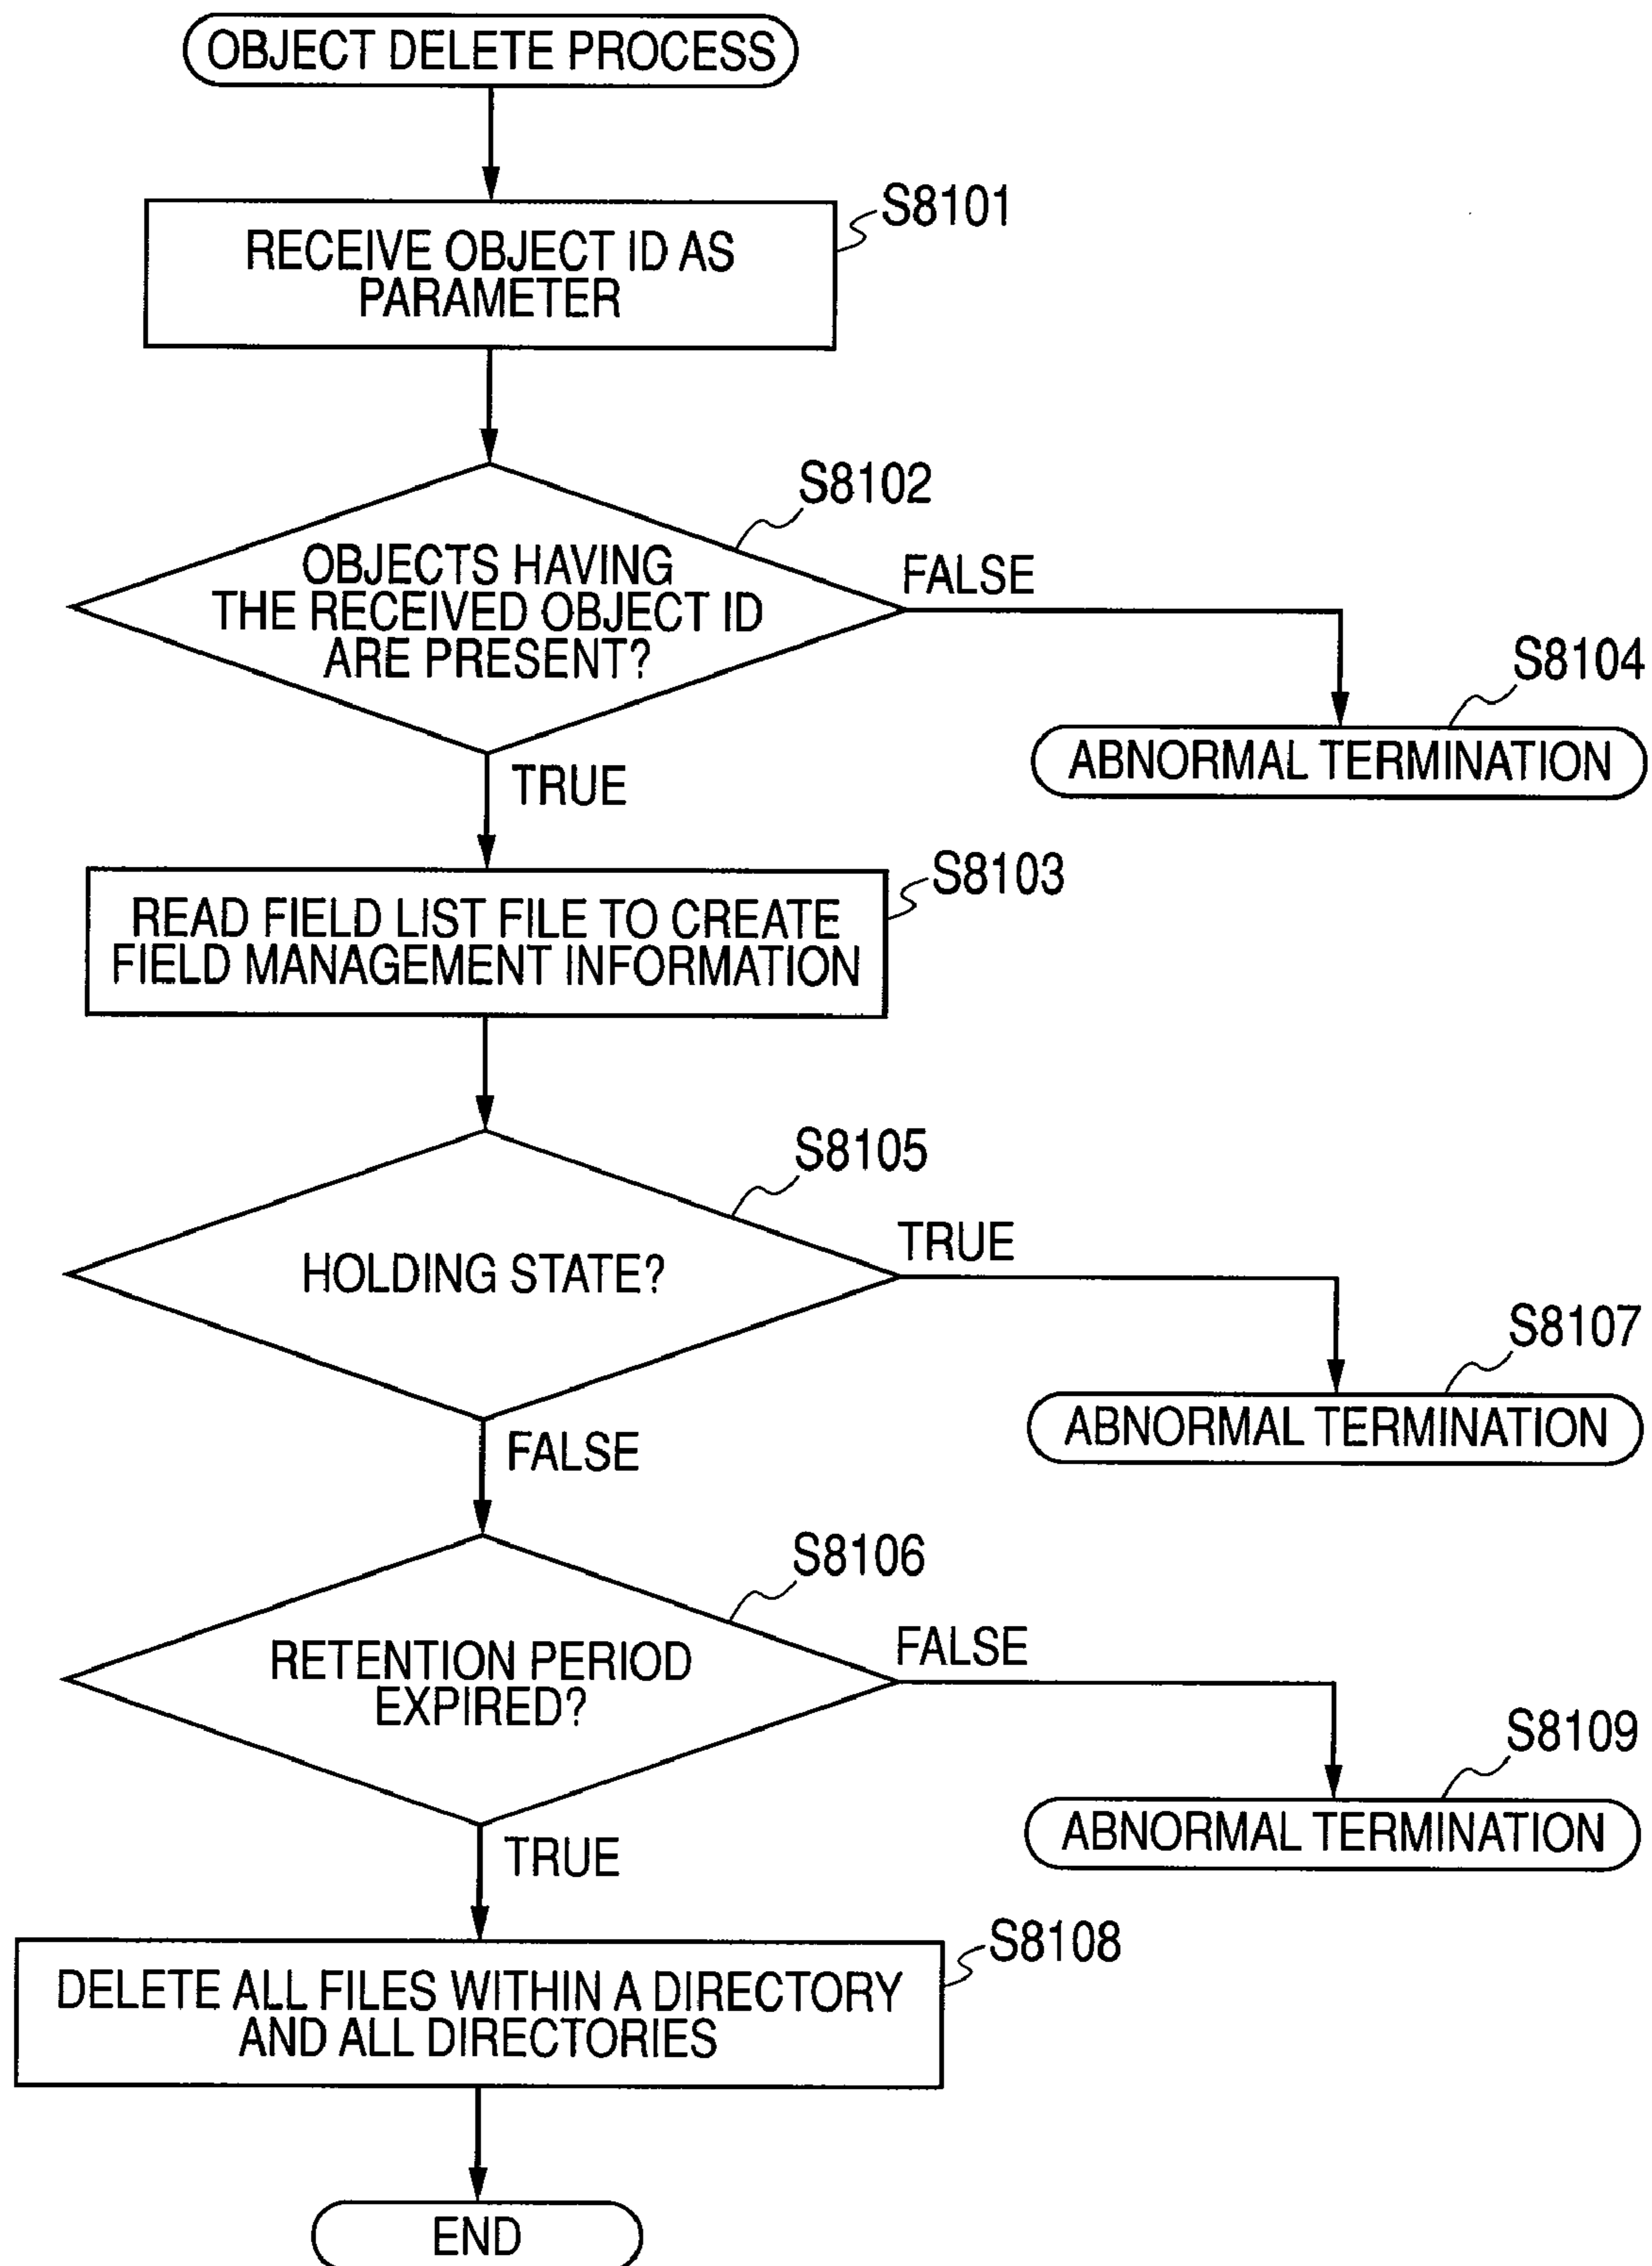 OBJECT DELETE PROCESS
S8101
RECEIVE OBJECT ID AS
PARAMETER
S8102
OBJECTS HAVING
THE RECEIVED OBJECT ID
ARE PRESENT?
FALSE
S8104
ABNORMAL TERMINATION
TRUE
S8103
READ FIELD LIST FILE TO CREATE
FIELD MANAGEMENT INFORMATION
S8105
HOLDING STATE?
TRUE
S8107
ABNORMAL TERMINATION
FALSE
S8106
RETENTION PERIOD
EXPIRED?
FALSE
S8109
ABNORMAL TERMINATION
TRUE
S8108
DELETE ALL FILES WITHIN A DIRECTORY
AND ALL DIRECTORIES
END